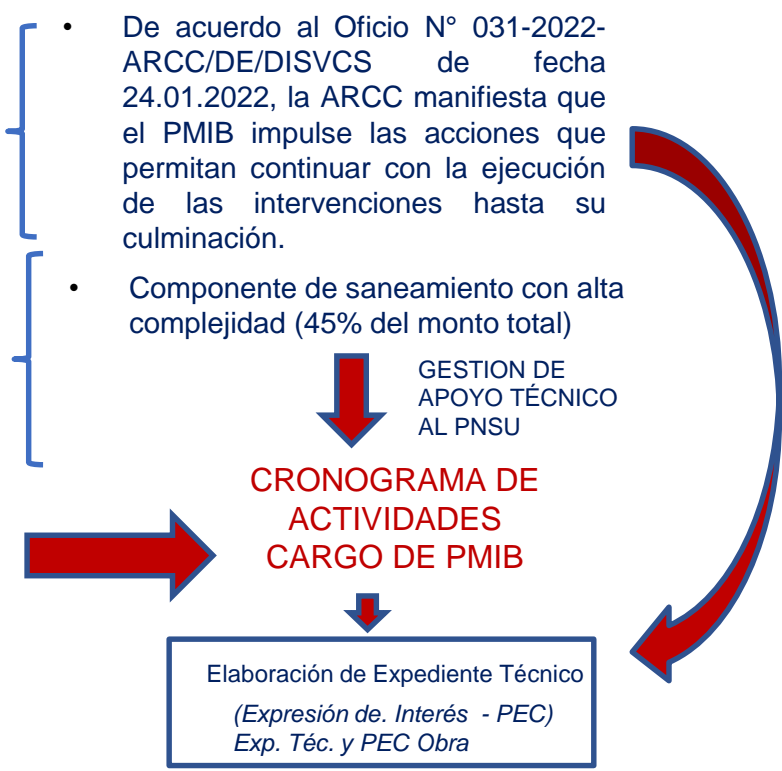 • De acuerdo al Oficio N° 031-2022-
ARCC/DE/DISVCS de fecha
24.01.2022, la ARCC manifiesta que
el PMIB impulse las acciones que
permitan continuar con la ejecución
de las intervenciones hasta su
culminación.
• Componente de saneamiento con alta
complejidad (45% del monto total)
GESTION DE
APOYO TÉCNICO
AL PNSU
CRONOGRAMA DE
ACTIVIDADES
CARGO DE PMIB
Elaboración de Expediente Técnico
(Expresión de. Interés - PEC)
Exp. Téc. y PEC Obra